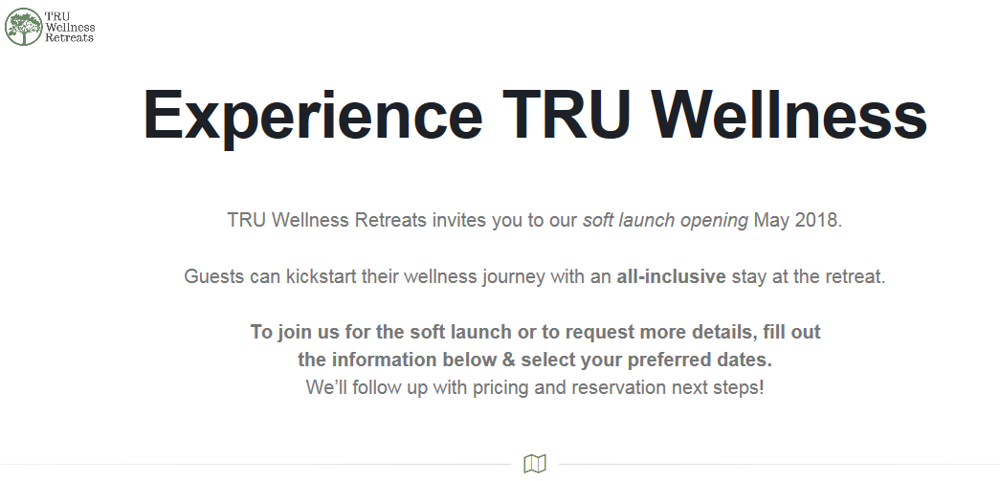 TRU
Wellness
Retreats
Experience TRU Wellness
TRU Wellness Retreats invites you to our soft launch opening May 2018.
Guests can kickstart their wellness journey with an all-inclusive stay at the retreat.
To join us for the soft launch or to request more details, fill out
the information below & select your preferred dates.
We’ll follow up with pricing and reservation next steps!